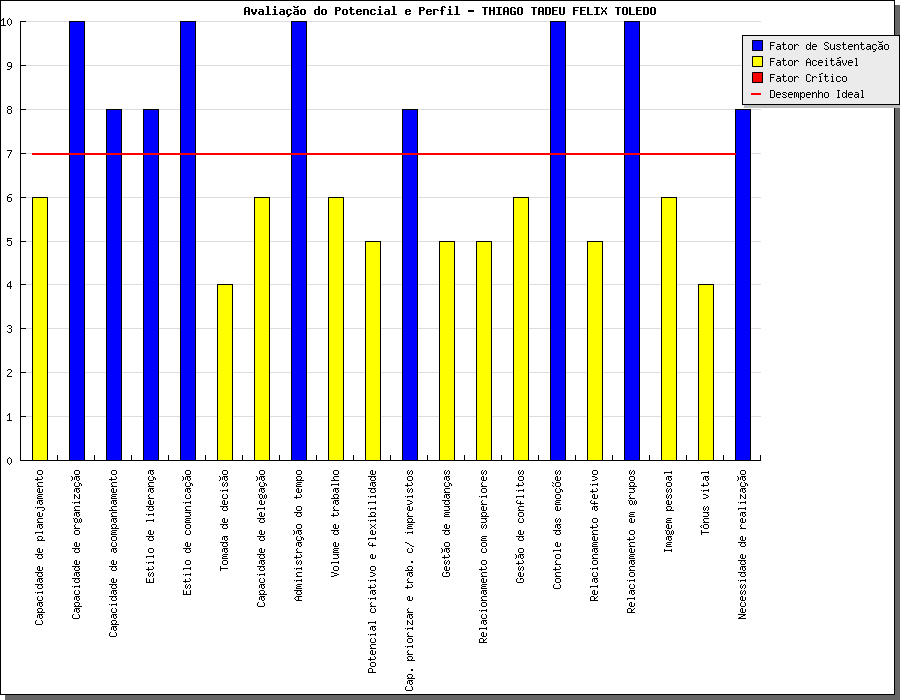 Avaliação do Potencial e Perfil - THIAGO TADEU FELIX TOLEDO
10
9
8
7
6
5
4
3
2
1
0
Fator de Sustentação
Fator Aceitável
Fator Crítico
Desempenho Ideal
Capacidade de planejamento
Capacidade de organização
Capacidade de acompanhamento
Estilo de liderança
Estilo de comunicação
Tomada de decisão
Capacidade de delegação
Administração do tempo
Volume de trabalho
Potencial criativo e flexibilidade
Cap. priorizar e trab. c/ imprevistos
Gestão de mudanças
Relacionamento com superiores
Gestão de conflitos
Controle das emoções
Relacionamento afetivo
Relacionamento em grupos
Imagem pessoal
Tônus vital
Necessidade de realização